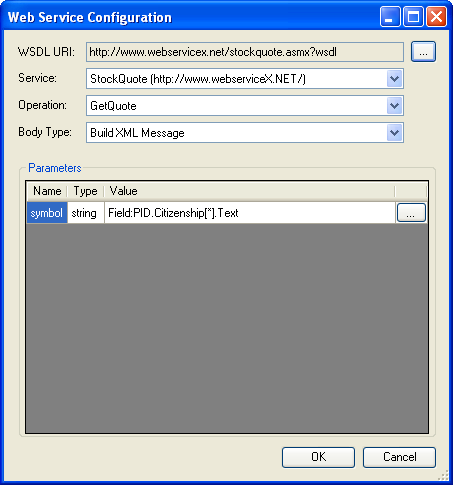 Web Service Configuration
WSDL URI: http://www.webservicex.net/stockquote.asmx?wsdl ...
Service: StockQuote (http://www.webserviceX.NET/)
Operation: GetQuote
Body Type: Build XML Message
Parameters
Name Type Value
symbol string Field:PID.Citizenship[*].Text ...
OK Cancel